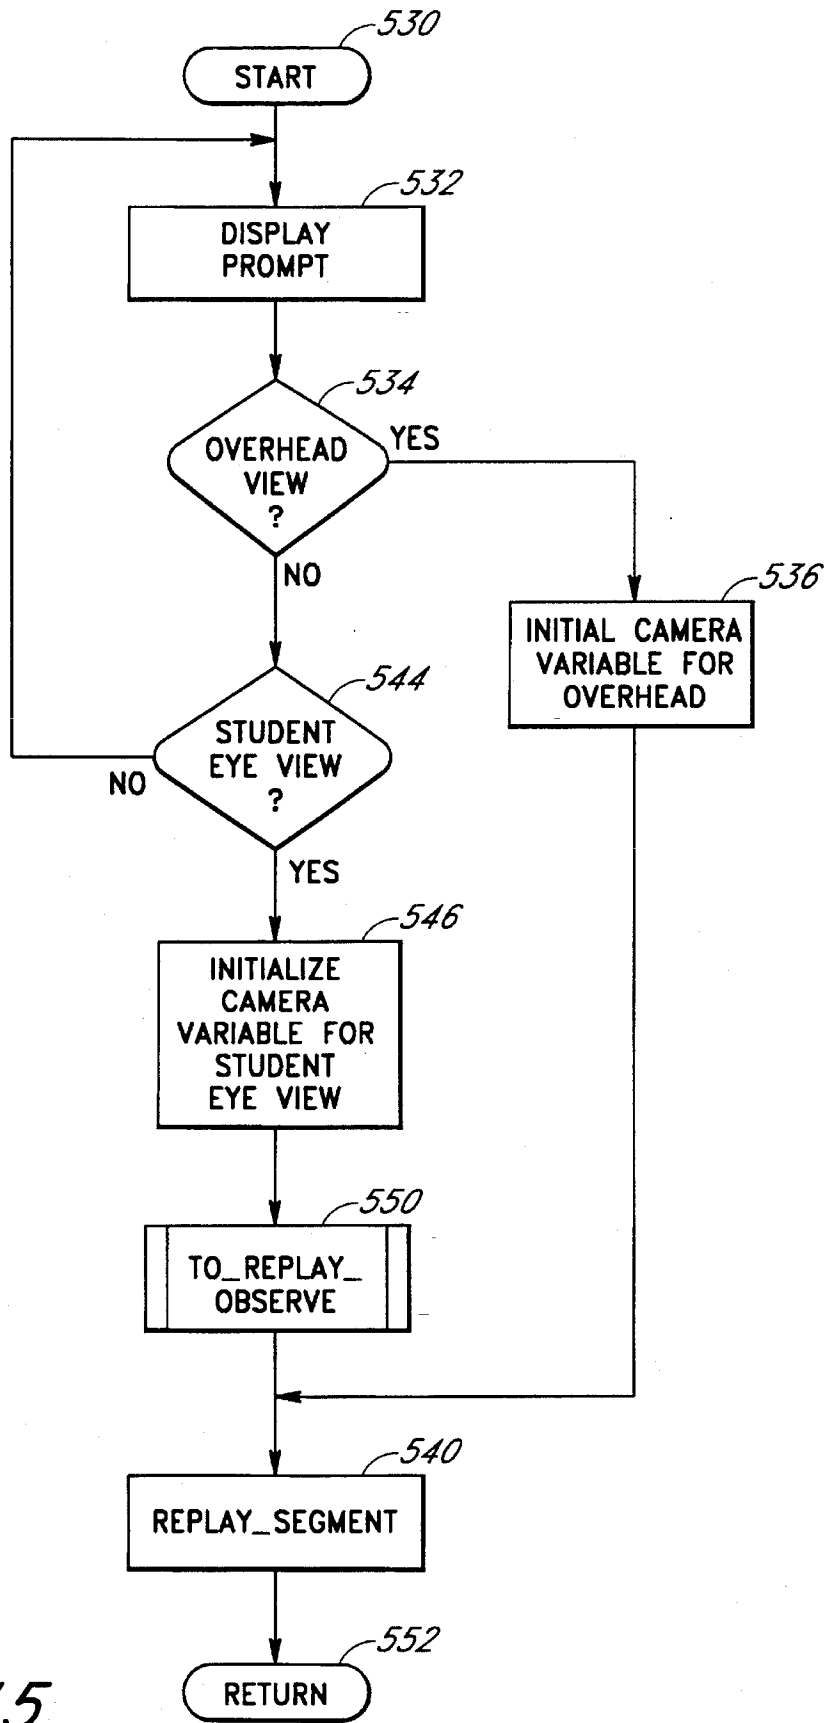 530
START
532
DISPLAY
PROMPT
534
OVERHEAD
VIEW
?
YES
NO
536
INITIAL CAMERA
VARIABLE FOR
OVERHEAD
544
STUDENT
EYE VIEW
?
NO
YES
546
INITIALIZE
CAMERA
VARIABLE FOR
STUDENT
EYE VIEW
550
TO_REPLAY_
OBSERVE
540
REPLAY_SEGMENT
552
RETURN
5